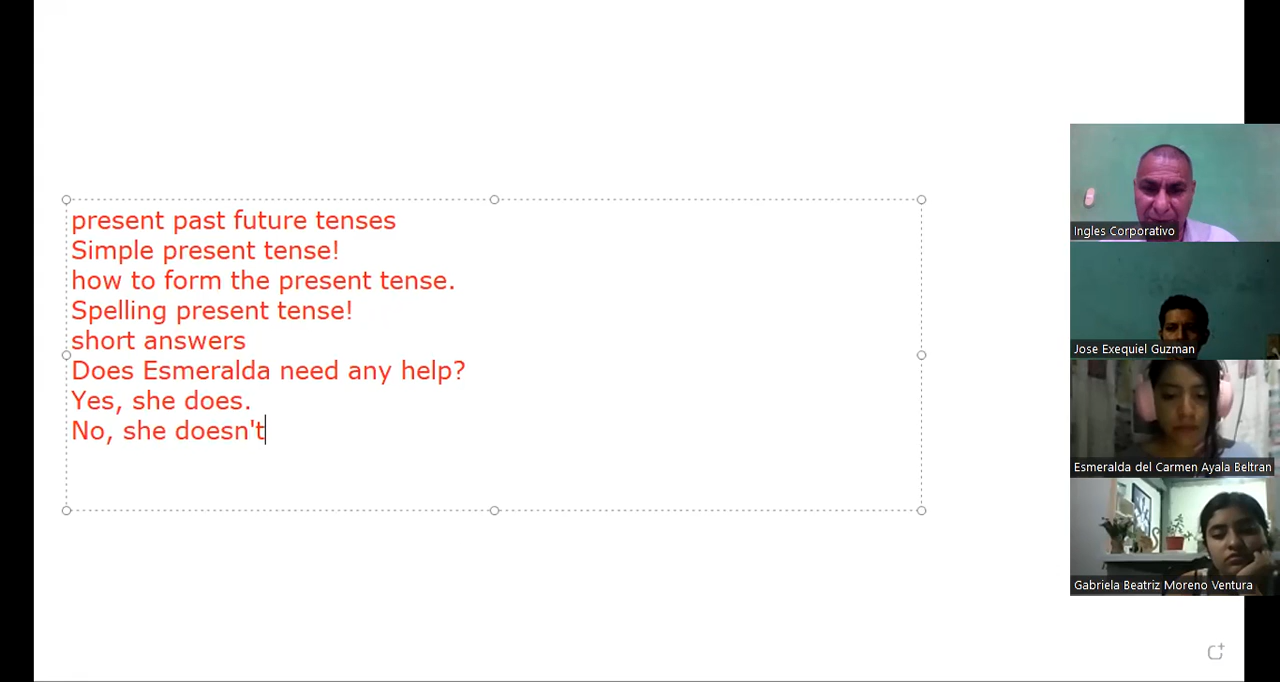 present past future tenses
Simple present tense!
how to form the present tense.
Spelling present tense!
short answers
Does Esmeralda need any help?
Yes, she does.
No, she doesn't
Ingles Corporativo
Jose Exequiel Guzman
Esmeralda del Carmen Ayala Beltran
Gabriela Beatriz Moreno Ventura